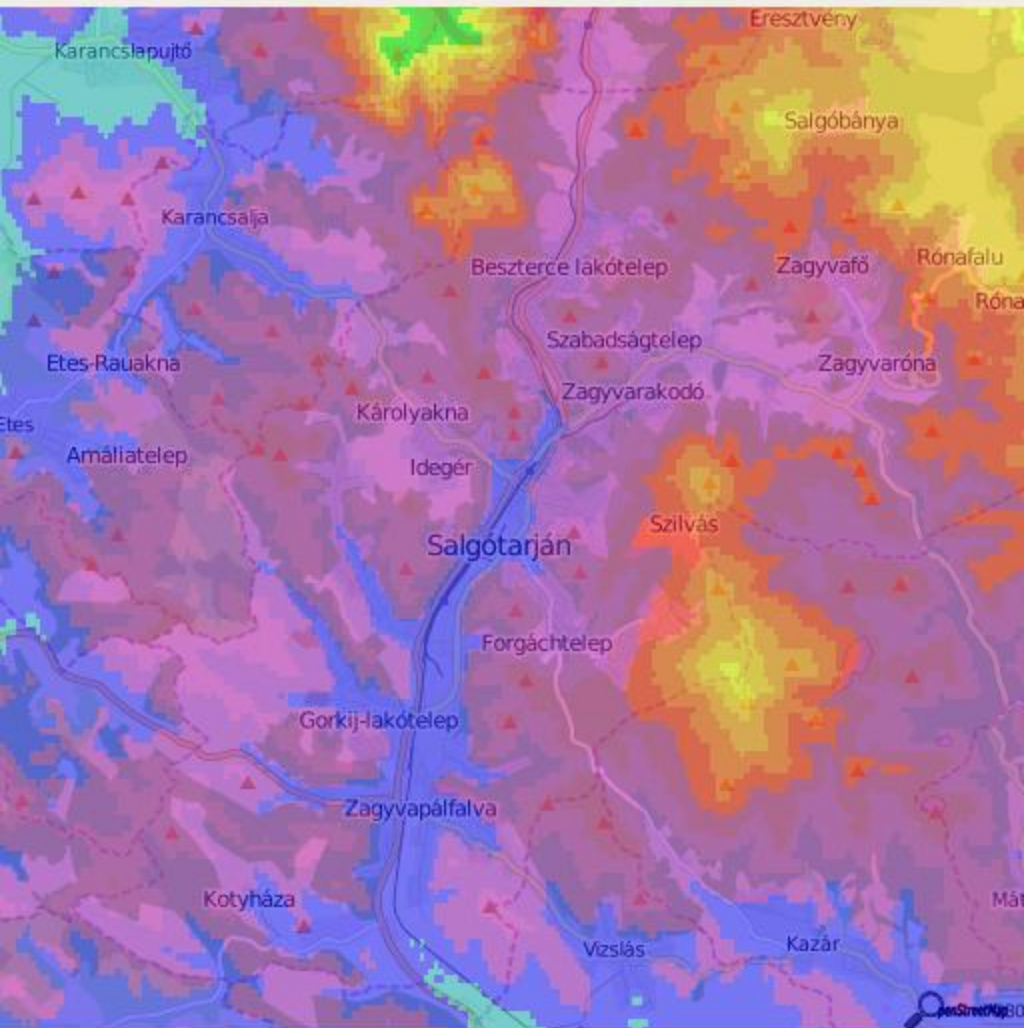 Eresztvény
Karancslapujtő
Salgóbánya
Karancsalja
Rónafalu
Beszterce lakótelep
Zagyvafő
Róna
Szabadságtelep
Etes-Rauakna
Zagyvaróna
Zagyvarakodó
Károlyakna
Etes
Amáliatelep
Idegér
Szilvás
Salgótarján
Forgáchtelep
Gorkij-lakótelep
Zagyvapálfalva
Kotyháza
Mát
Vizslás
Kazár
penStreetMap